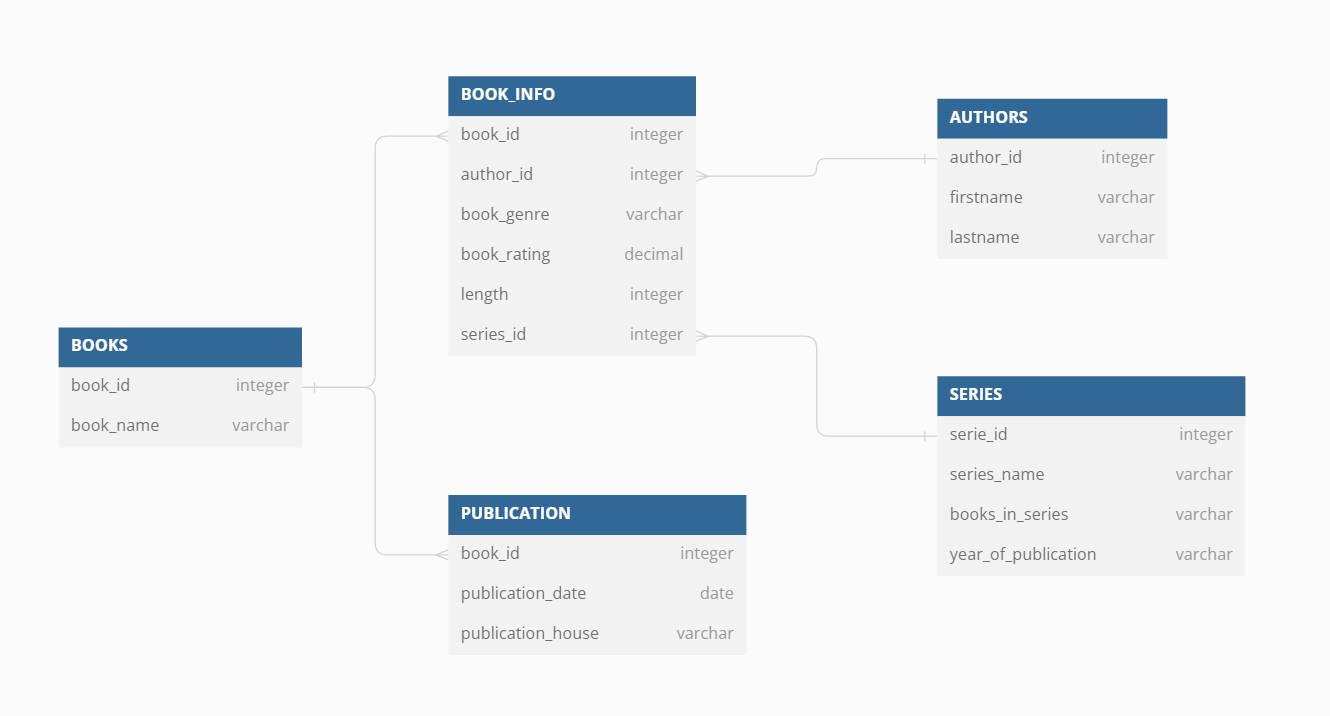 BOOK_INFO
book_id integer
author_id integer
book_genre varchar
book_rating decimal
length integer
series_id integer
AUTHORS
author_id integer
firstname varchar
lastname varchar
BOOKS
book_id integer
book_name varchar
SERIES
serie_id integer
series_name varchar
books_in_series varchar
year_of_publication varchar
PUBLICATION
book_id integer
publication_date date
publication_house varchar